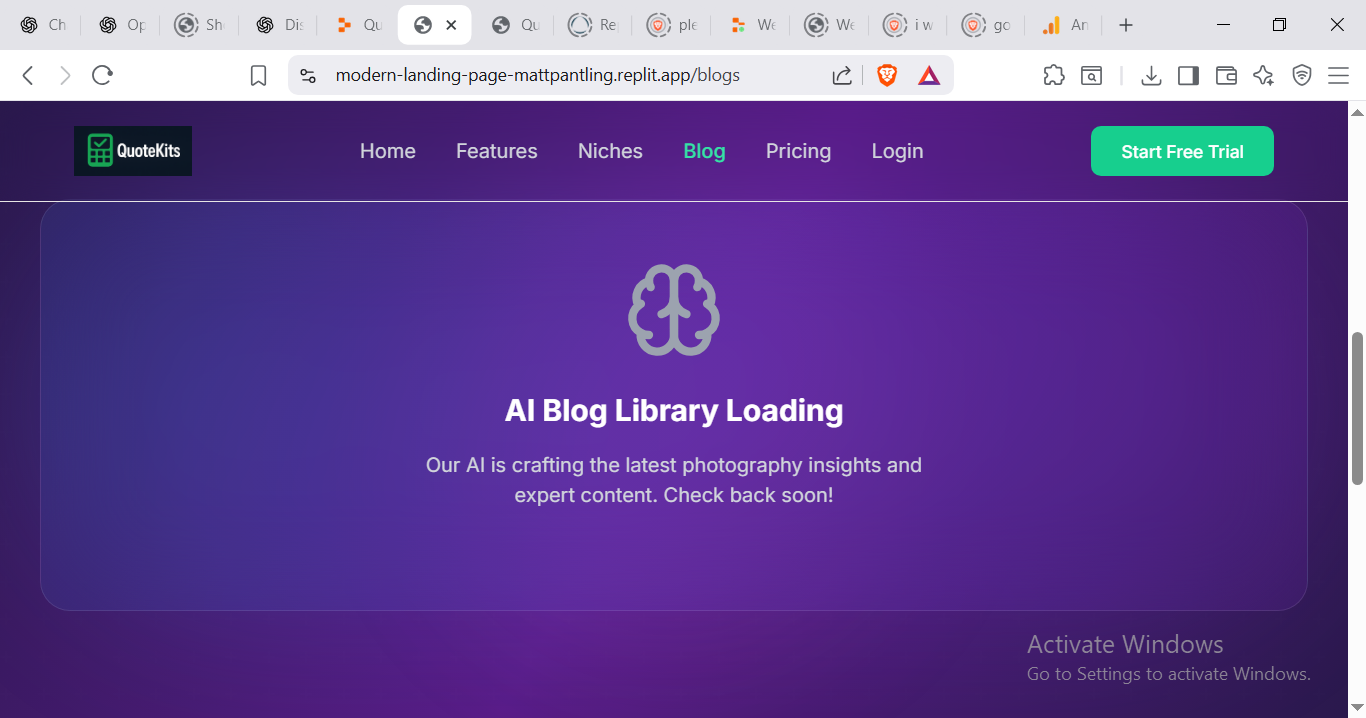 Ch
Op
Sh
Dis
Qu
Qu
Re
ple
We
We
i w
go
An
modern-landing-page-mattpantling.replit.app/blogs
QuoteKits
Home Features Niches Blog Pricing Login
Start Free Trial
AI Blog Library Loading
Our AI is crafting the latest photography insights and
expert content. Check back soon!
Activate Windows
Go to Settings to activate Windows.